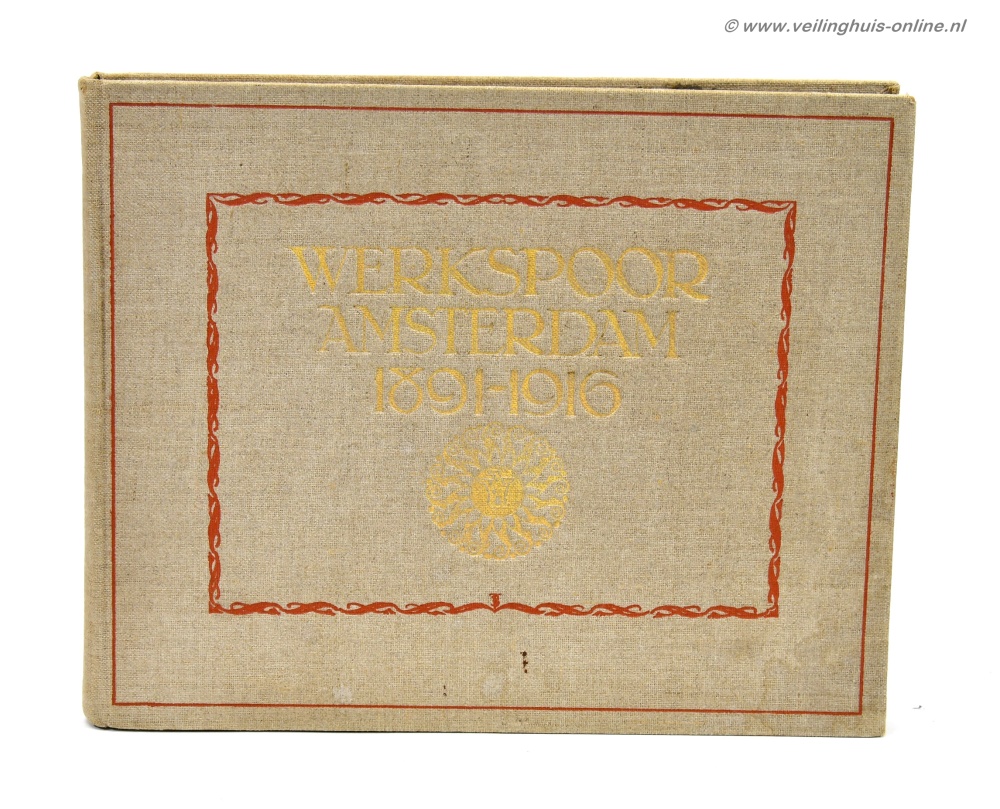 © www.veilinghuis-online.nl
WERKSPOOR
AMSTERDAM
1891-1916